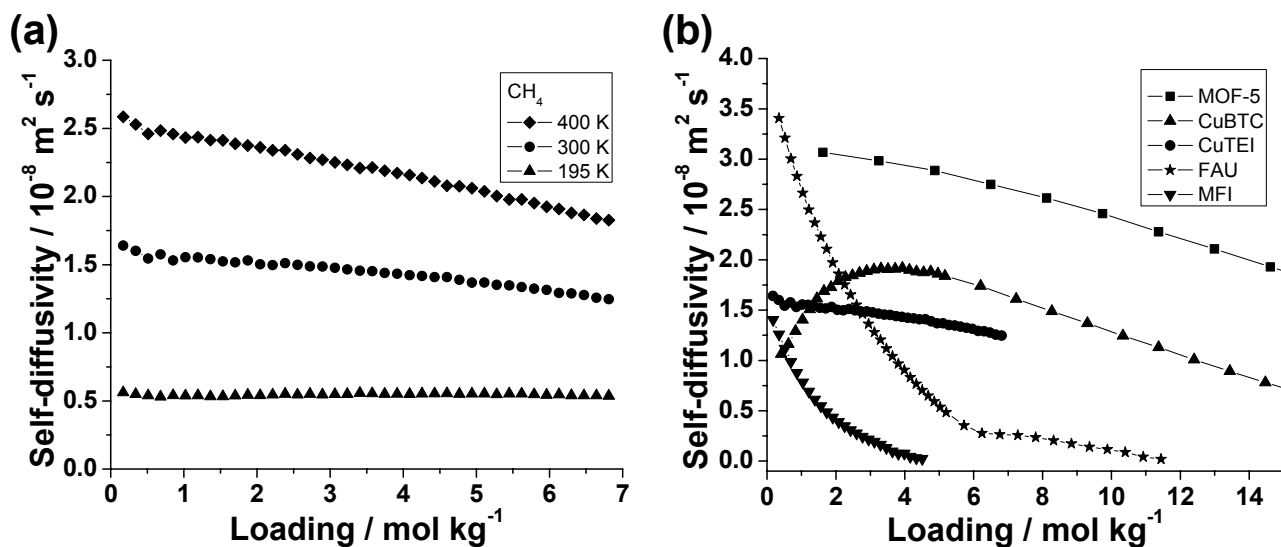 (a)
Self-diffusivity / 10⁻⁸ m² s⁻¹
3.0
2.5
2.0
1.5
1.0
0.5
0.0
CH₄
400 K
300 K
195 K
0 1 2 3 4 5 6 7
Loading / mol kg⁻¹
(b)
Self-diffusivity / 10⁻⁸ m² s⁻¹
4.0
3.5
3.0
2.5
2.0
1.5
1.0
0.5
0.0
MOF-5
CuBTC
CuTEI
FAU
MFI
0 2 4 6 8 10 12 14
Loading / mol kg⁻¹